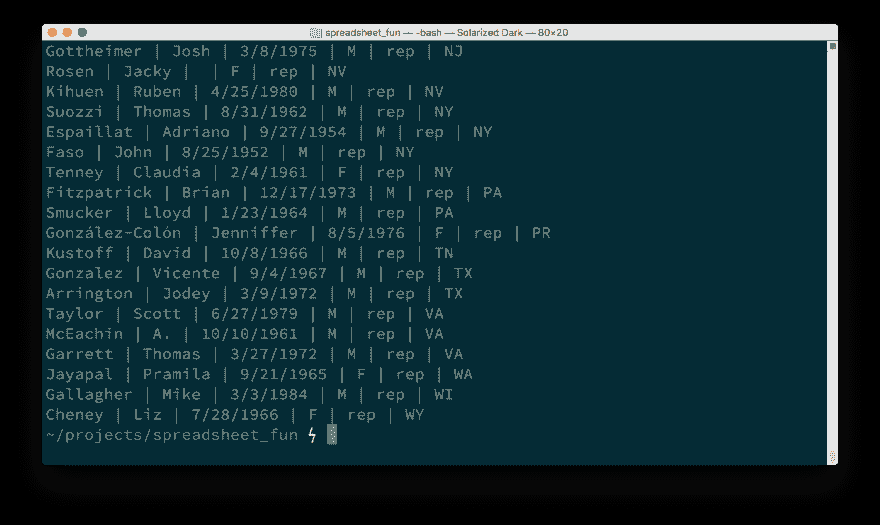 spreadsheet_fun — -bash — Solarized Dark — 80×20
Gottheimer | Josh | 3/8/1975 | M | rep | NJ
Rosen | Jacky |  | F | rep | NV
Kihuen | Ruben | 4/25/1980 | M | rep | NV
Suozzi | Thomas | 8/31/1962 | M | rep | NY
Espaillat | Adriano | 9/27/1954 | M | rep | NY
Faso | John | 8/25/1952 | M | rep | NY
Tenney | Claudia | 2/4/1961 | F | rep | NY
Fitzpatrick | Brian | 12/17/1973 | M | rep | PA
Smucker | Lloyd | 1/23/1964 | M | rep | PA
González-Colón | Jenniffer | 8/5/1976 | F | rep | PR
Kustoff | David | 10/8/1966 | M | rep | TN
Gonzalez | Vicente | 9/4/1967 | M | rep | TX
Arrington | Jodey | 3/9/1972 | M | rep | TX
Taylor | Scott | 6/27/1979 | M | rep | VA
McEachin | A. | 10/10/1961 | M | rep | VA
Garrett | Thomas | 3/27/1972 | M | rep | VA
Jayapal | Pramila | 9/21/1965 | F | rep | WA
Gallagher | Mike | 3/3/1984 | M | rep | WI
Cheney | Liz | 7/28/1966 | F | rep | WY
~/projects/spreadsheet_fun ϟ